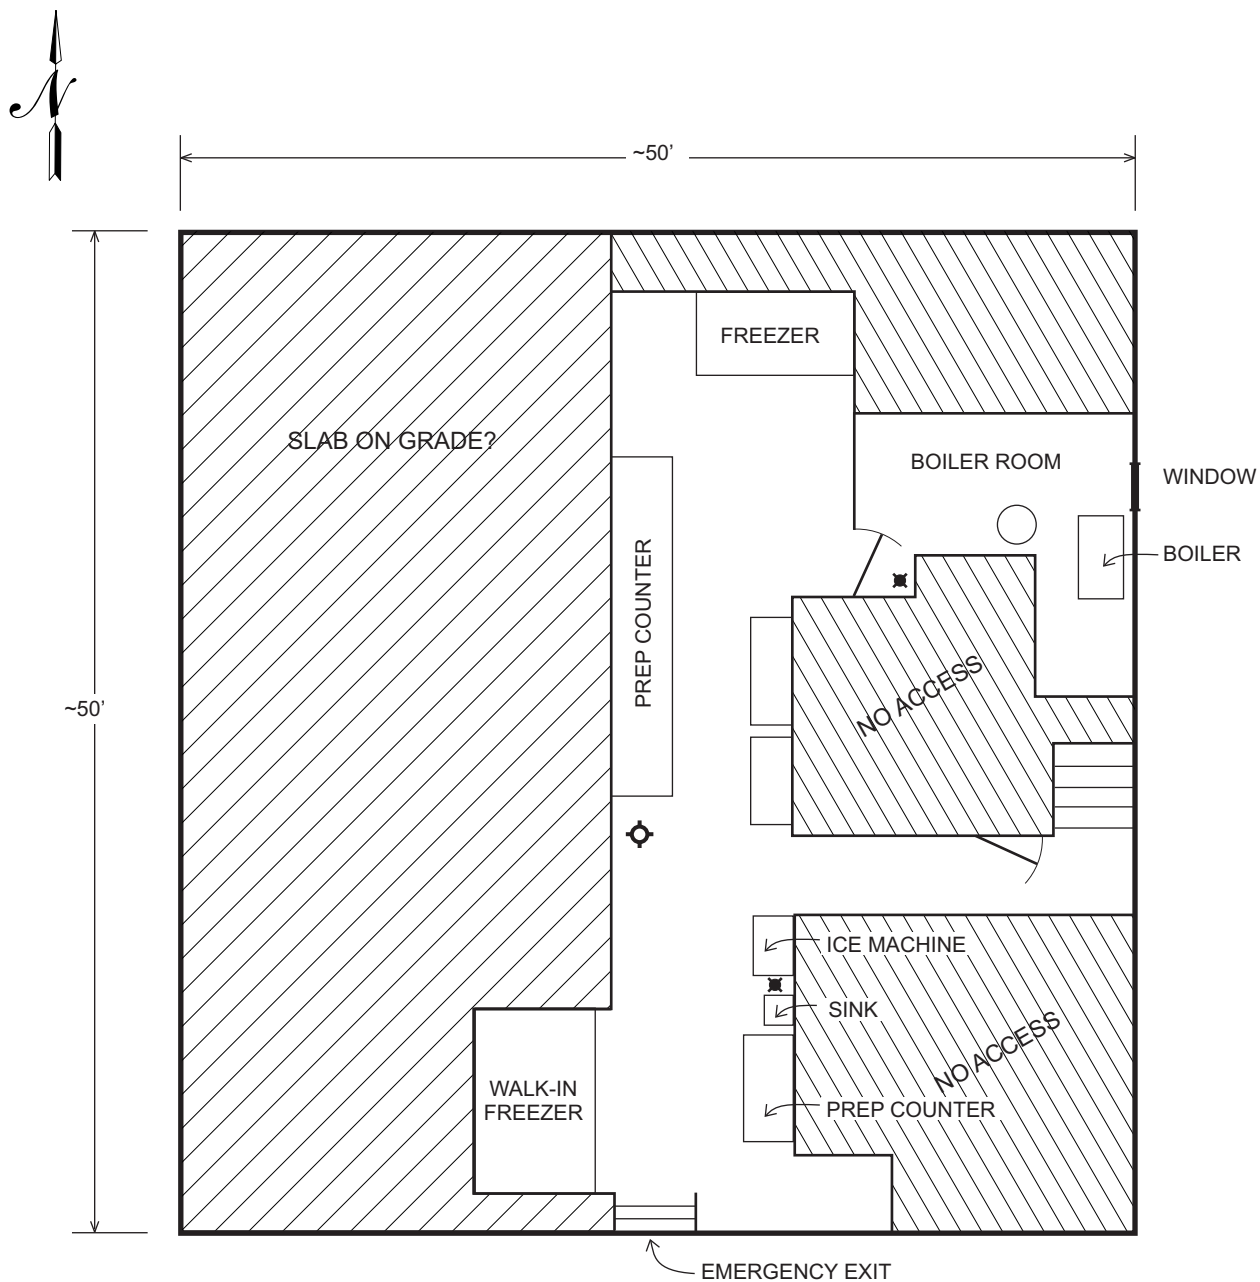 N
~50’
FREEZER
SLAB ON GRADE?
BOILER ROOM
WINDOW
BOILER
PREP COUNTER
NO ACCESS
~50’
ICE MACHINE
SINK
NO ACCESS
WALK-IN
FREEZER
PREP COUNTER
EMERGENCY EXIT